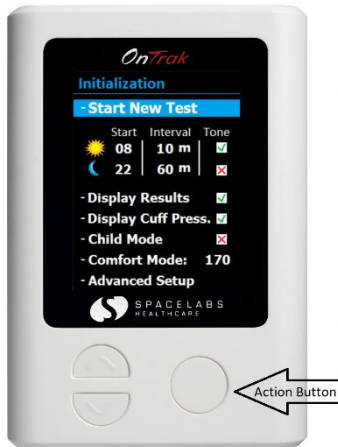 OnTrak
Initialization
- Start New Test
Start Interval Tone
08 10 m
22 60 m
- Display Results
- Display Cuff Press.
- Child Mode
- Comfort Mode: 170
- Advanced Setup
SPACELABS
HEALTHCARE
Action Button